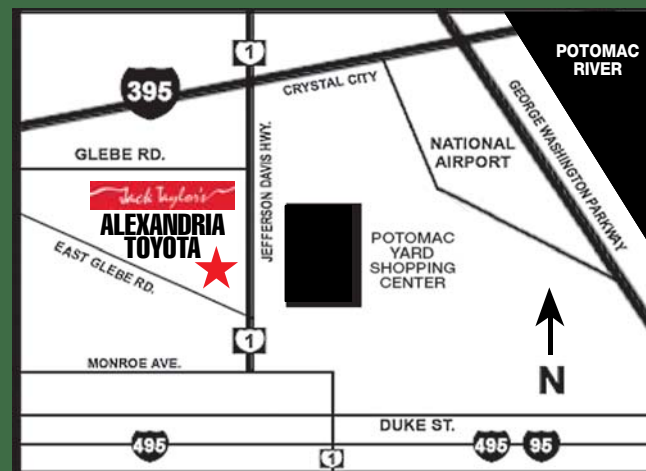 1
POTOMAC
RIVER
395
CRYSTAL CITY
GEORGE WASHINGTON PARKWAY
GLEBE RD.
JEFFERSON DAVIS HWY.
NATIONAL
AIRPORT
Jack Taylor's
ALEXANDRIA
TOYOTA
EAST GLEBE RD.
POTOMAC
YARD
SHOPPING
CENTER
1
MONROE AVE.
N
DUKE ST.
495
495
95
1